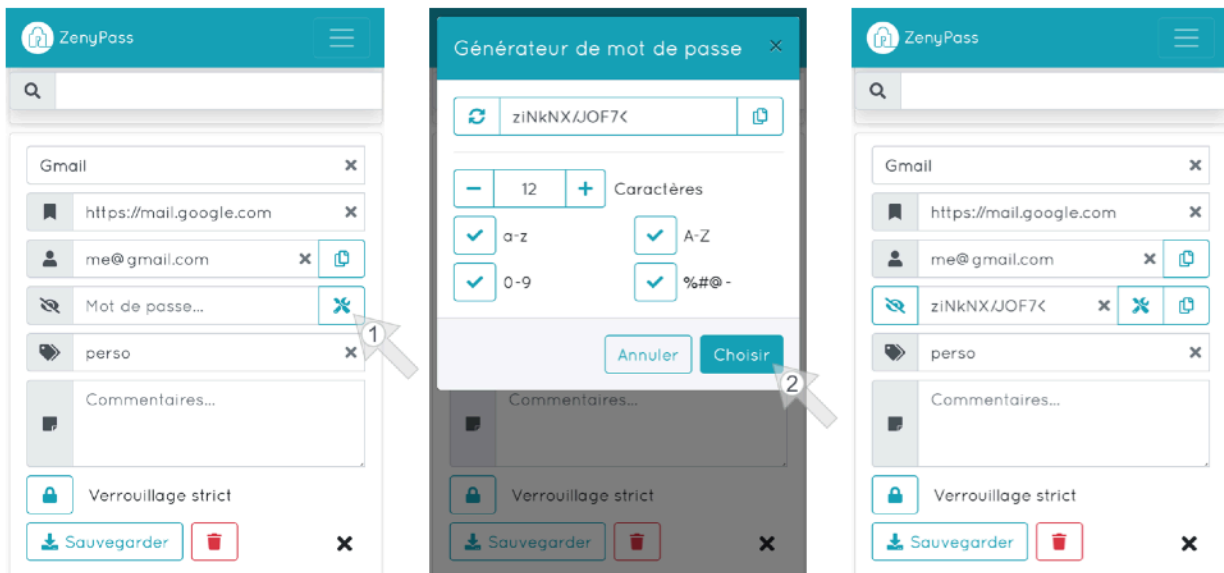 ZenyPass
Gmail
https://mail.google.com
me@gmail.com
Mot de passe...
1
perso
Commentaires...
Verrouillage strict
Sauvegarder
Générateur de mot de passe
ziNkNX/JOF7<
12 Caractères
a-z A-Z
0-9 %#@-
Annuler Choisir
2
Commentaires...
Verrouillage strict
Sauvegarder
ZenyPass
Gmail
https://mail.google.com
me@gmail.com
ziNkNX/JOF7<
perso
Commentaires...
Verrouillage strict
Sauvegarder